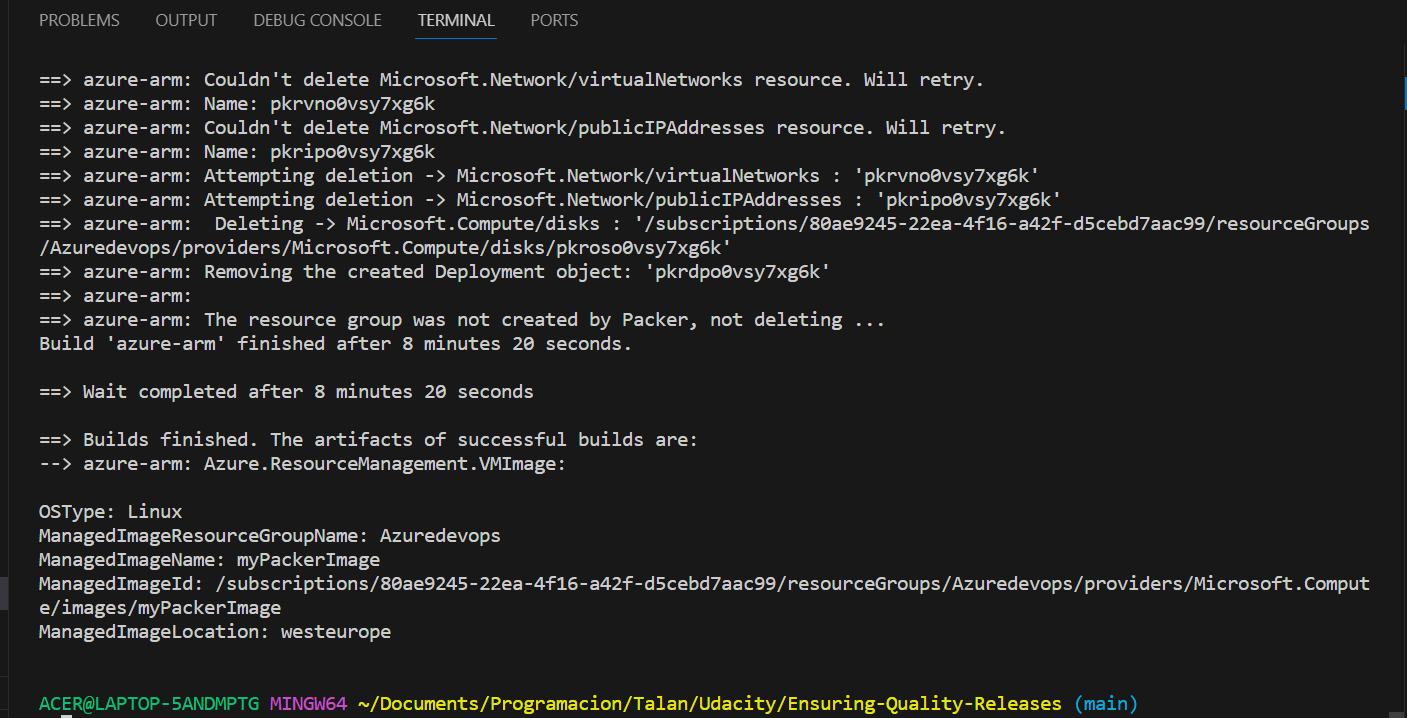 PROBLEMS OUTPUT DEBUG CONSOLE TERMINAL PORTS
==> azure-arm: Couldn't delete Microsoft.Network/virtualNetworks resource. Will retry.
==> azure-arm: Name: pkrvno0vsy7xg6k
==> azure-arm: Couldn't delete Microsoft.Network/publicIPAddresses resource. Will retry.
==> azure-arm: Name: pkripo0vsy7xg6k
==> azure-arm: Attempting deletion -> Microsoft.Network/virtualNetworks : 'pkrvno0vsy7xg6k'
==> azure-arm: Attempting deletion -> Microsoft.Network/publicIPAddresses : 'pkripo0vsy7xg6k'
==> azure-arm:  Deleting -> Microsoft.Compute/disks : '/subscriptions/80ae9245-22ea-4f16-a42f-d5cebd7aac99/resourceGroups
/Azuredevops/providers/Microsoft.Compute/disks/pkroso0vsy7xg6k'
==> azure-arm: Removing the created Deployment object: 'pkrdpo0vsy7xg6k'
==> azure-arm:
==> azure-arm: The resource group was not created by Packer, not deleting ...
Build 'azure-arm' finished after 8 minutes 20 seconds.
==> Wait completed after 8 minutes 20 seconds
==> Builds finished. The artifacts of successful builds are:
--> azure-arm: Azure.ResourceManagement.VMImage:
OSType: Linux
ManagedImageResourceGroupName: Azuredevops
ManagedImageName: myPackerImage
ManagedImageId: /subscriptions/80ae9245-22ea-4f16-a42f-d5cebd7aac99/resourceGroups/Azuredevops/providers/Microsoft.Comput
e/images/myPackerImage
ManagedImageLocation: westeurope
ACER@LAPTOP-5ANDMPTG MINGW64 ~/Documents/Programacion/Talan/Udacity/Ensuring-Quality-Releases (main)